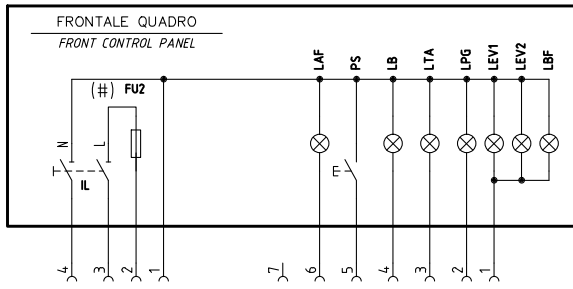 FRONTALE QUADRO
FRONT CONTROL PANEL
LAF PS LB LTA LPG LEV1 LEV2 LBF
(#) FU2
N L
IL
4 3 2 1 7 6 5 4 3 2 1